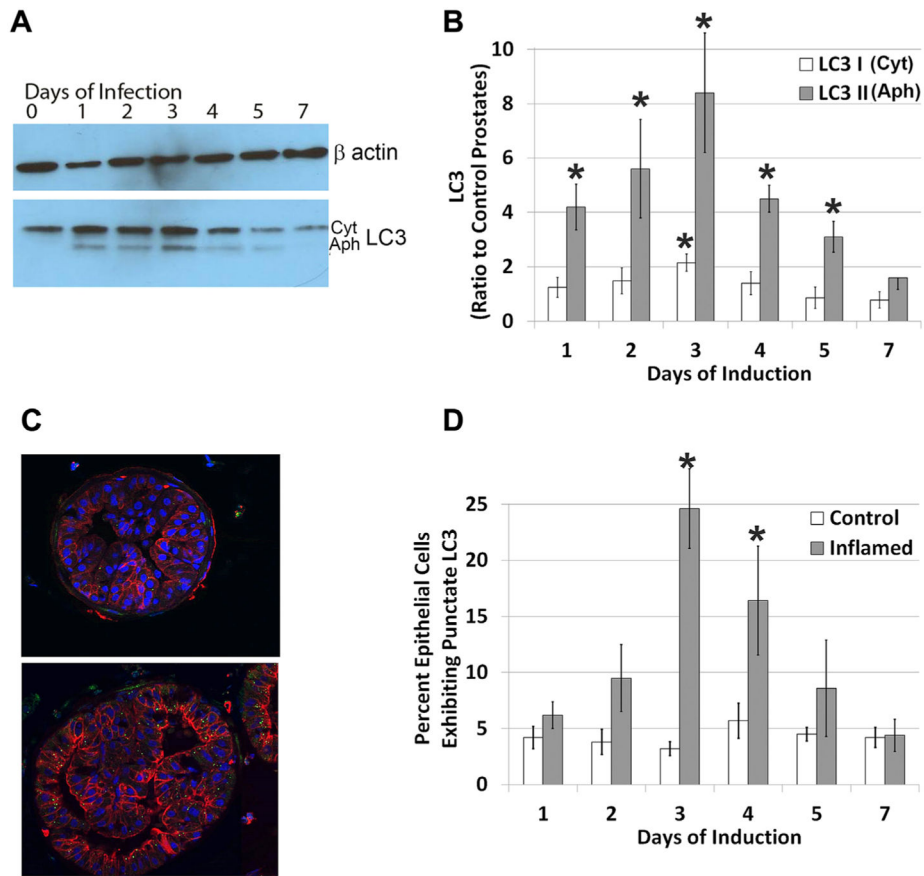 A
Days of Infection
0 1 2 3 4 5 7
β actin
Cyt
Aph
LC3
B
LC3
(Ratio to Control Prostates)
10
8
6
4
2
0
LC3 I (Cyt)
LC3 II (Aph)
*
*
*
*
*
*
1 2 3 4 5 7
Days of Induction
C
D
Percent Epithelial Cells
Exhibiting Punctate LC3
25
20
15
10
5
0
Control
Inflamed
*
*
1 2 3 4 5 7
Days of Induction